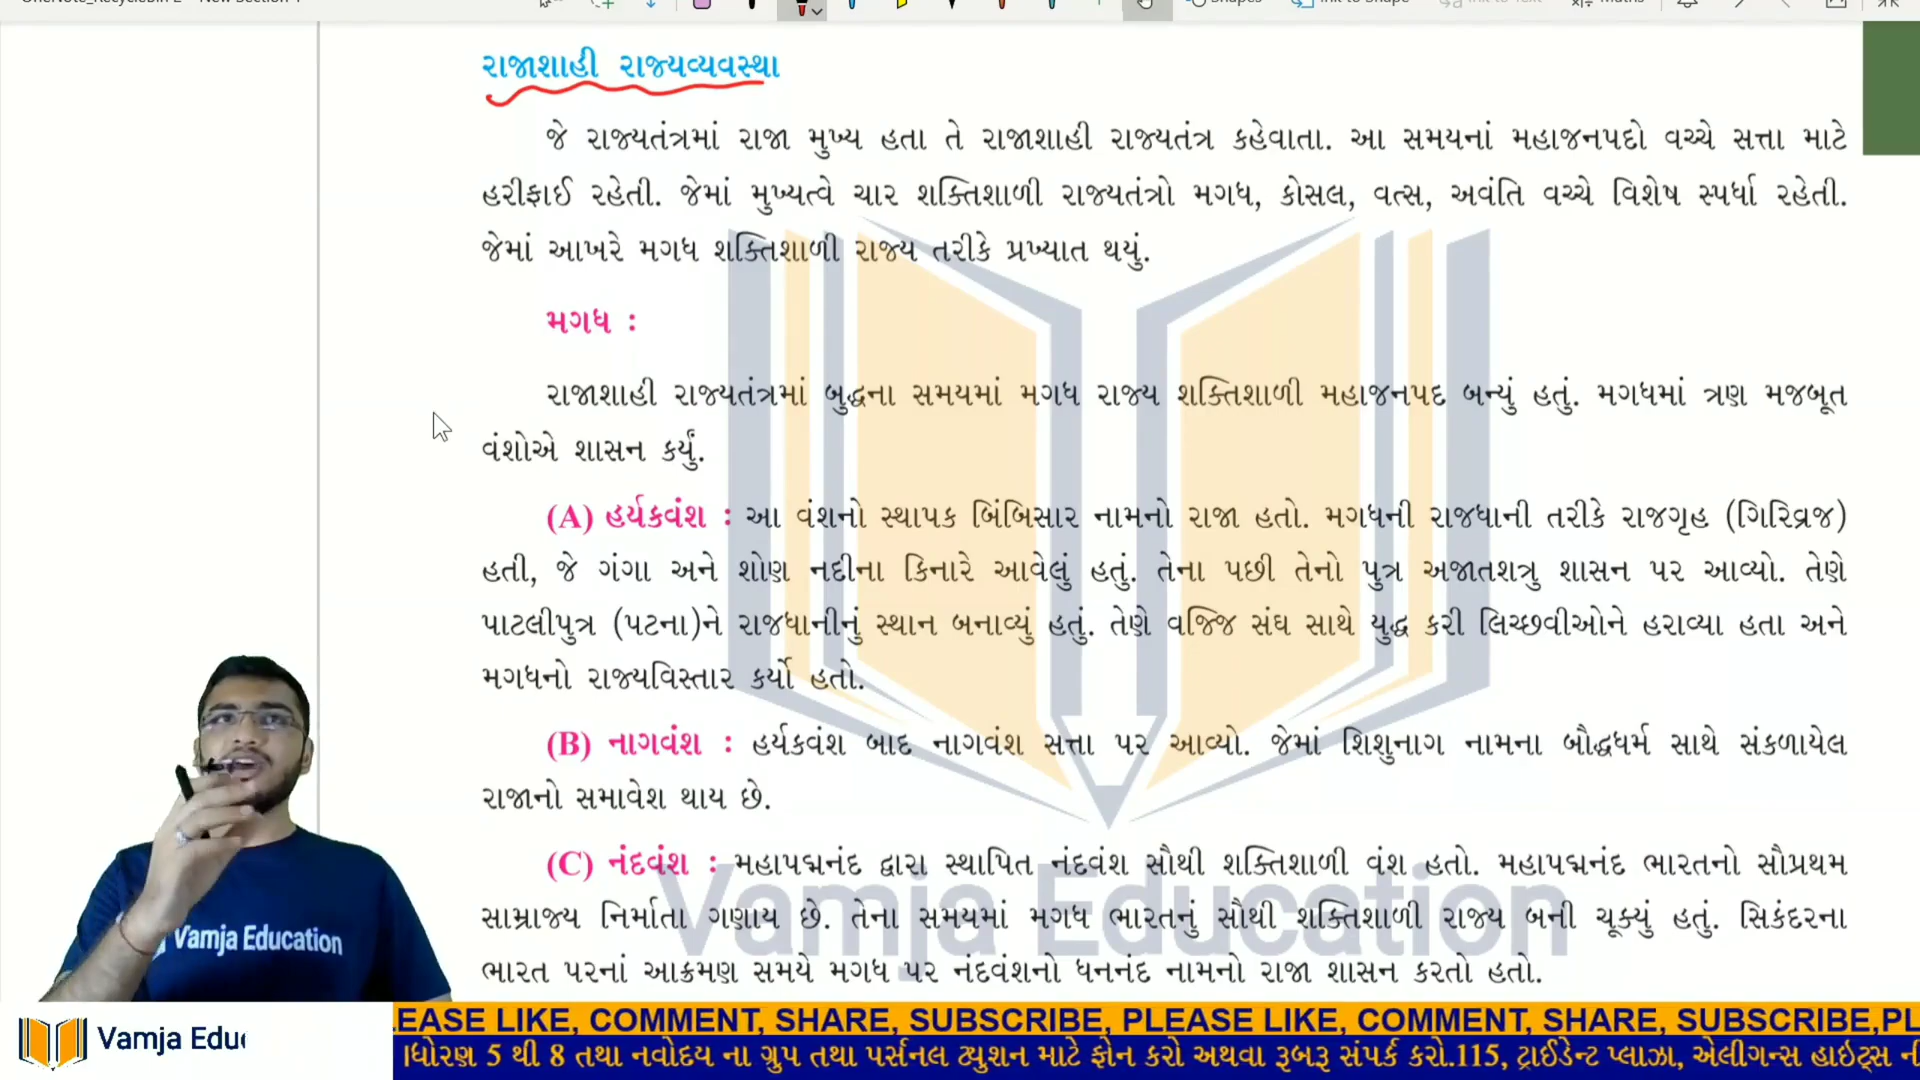 રાજાશાહી રાજ્યવ્યવસ્થા
જે રાજ્યતંત્રમાં રાજા મુખ્ય હતા તે રાજાશાહી રાજ્યતંત્ર કહેવાતા. આ સમયનાં મહાજનપદો વચ્ચે સત્તા માટે
હરીફાઈ રહેતી. જેમાં મુખ્યત્વે ચાર શક્તિશાળી રાજ્યતંત્રો મગધ, કોસલ, વત્સ, અવંતિ વચ્ચે વિશેષ સ્પર્ધા રહેતી.
જેમાં આખરે મગધ શક્તિશાળી રાજ્ય તરીકે પ્રખ્યાત થયું.
મગધ :
રાજાશાહી રાજ્યતંત્રમાં બુદ્ધના સમયમાં મગધ રાજ્ય શક્તિશાળી મહાજનપદ બન્યું હતું. મગધમાં ત્રણ મજબૂત
વંશોએ શાસન કર્યું.
(A) હર્યકવંશ : આ વંશનો સ્થાપક બિંબિસાર નામનો રાજા હતો. મગધની રાજધાની તરીકે રાજગૃહ (ગિરિવ્રજ)
હતી, જે ગંગા અને શોણ નદીના કિનારે આવેલું હતું. તેના પછી તેનો પુત્ર અજાતશત્રુ શાસન પર આવ્યો. તેણે
પાટલીપુત્ર (પટના)ને રાજધાનીનું સ્થાન બનાવ્યું હતું. તેણે વજ્જિ સંઘ સાથે યુદ્ધ કરી લિચ્છવીઓને હરાવ્યા હતા અને
મગધનો રાજ્યવિસ્તાર કર્યો હતો.
(B) નાગવંશ : હર્યકવંશ બાદ નાગવંશ સત્તા પર આવ્યો. જેમાં શિશુનાગ નામના બૌદ્ધધર્મ સાથે સંકળાયેલ
રાજાનો સમાવેશ થાય છે.
(C) નંદવંશ : મહાપદ્મનંદ દ્વારા સ્થાપિત નંદવંશ સૌથી શક્તિશાળી વંશ હતો. મહાપદ્મનંદ ભારતનો સૌપ્રથમ
સામ્રાજ્ય નિર્માતા ગણાય છે. તેના સમયમાં મગધ ભારતનું સૌથી શક્તિશાળી રાજ્ય બની ચૂક્યું હતું. સિકંદરના
ભારત પરનાં આક્રમણ સમયે મગધ પર નંદવંશનો ધનનંદ નામનો રાજા શાસન કરતો હતો.
Vamja Education
Vamja Education
Vamja Edu
EASE LIKE, COMMENT, SHARE, SUBSCRIBE, PLEASE LIKE, COMMENT, SHARE, SUBSCRIBE,PL
ધોરણ 5 થી 8 તથા નવોદય ના ગ્રુપ તથા પર્સનલ ટ્યુશન માટે ફોન કરો અથવા રૂબરૂ સંપર્ક કરો.115, ટ્રાઈડેન્ટ પ્લાઝા, એલીગન્સ હાઇટ્સ ની